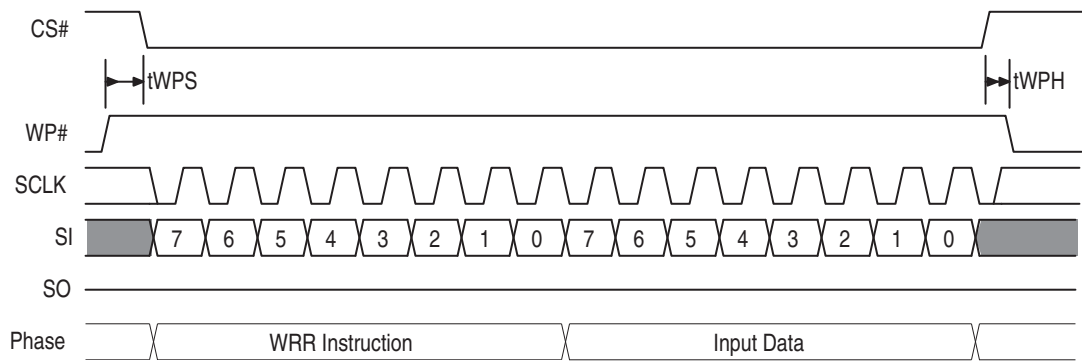 CS#
tWPS
tWPH
WP#
SCLK
SI 7 6 5 4 3 2 1 0 7 6 5 4 3 2 1 0
SO
Phase WRR Instruction Input Data